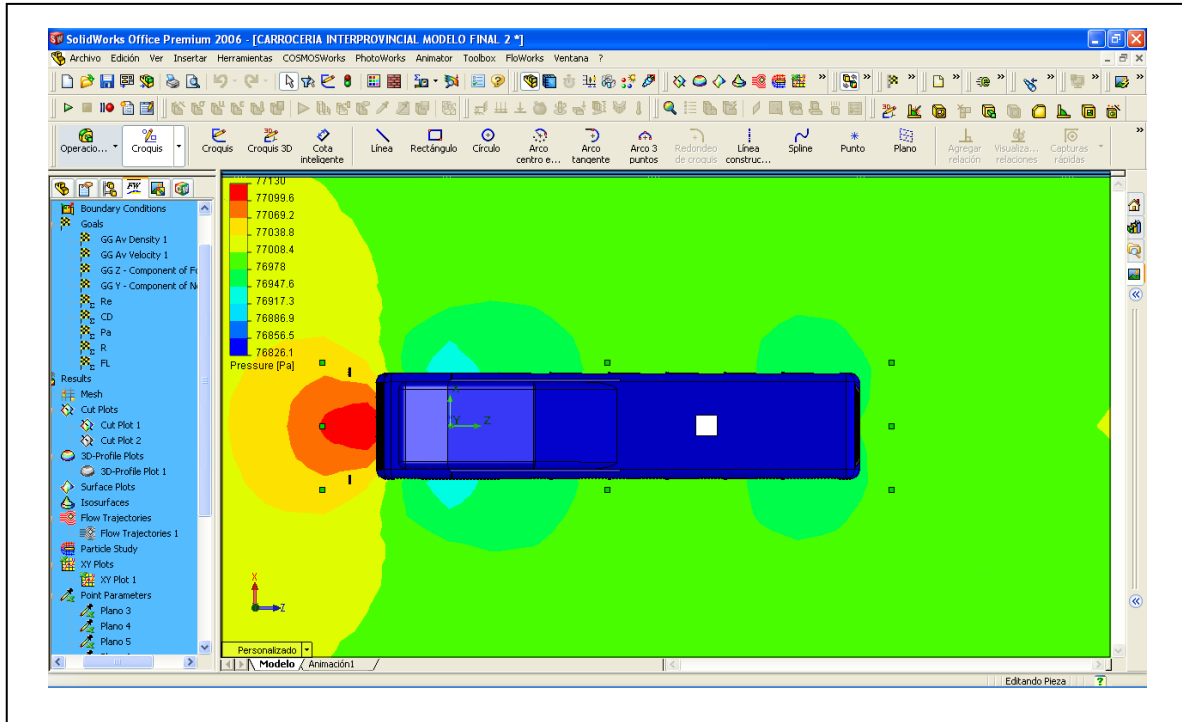 SolidWorks Office Premium 2006 - [CARROCERIA INTERPROVINCIAL MODELO FINAL 2 *]
Archivo Edición Ver Insertar Herramientas COSMOSWorks PhotoWorks Animator Toolbox FloWorks Ventana ?
Operacio... Croquis Croquis Croquis 3D Cota inteligente Línea Rectángulo Círculo Arco centro e... Arco tangente Arco 3 puntos Redondeo de croquis Línea construc... Spline Punto Plano Agregar relación Visualiza... relaciones Capturas rápidas
Boundary Conditions
Goals
GG Av Density 1
GG Av Velocity 1
GG Z - Component of Fo
GG Y - Component of N
Re
CD
Pa
R
FL
Results
Mesh
Cut Plots
Cut Plot 1
Cut Plot 2
3D-Profile Plots
3D-Profile Plot 1
Surface Plots
Isosurfaces
Flow Trajectories
Flow Trajectories 1
Particle Study
XY Plots
XY Plot 1
Point Parameters
Plano 3
Plano 4
Plano 5
77130
77099.6
77069.2
77038.8
77008.4
76978
76947.6
76917.3
76886.9
76856.5
76826.1
Pressure [Pa]
X
Y Z
X
Z
Personalizado
Modelo Animación1
Editando Pieza ?